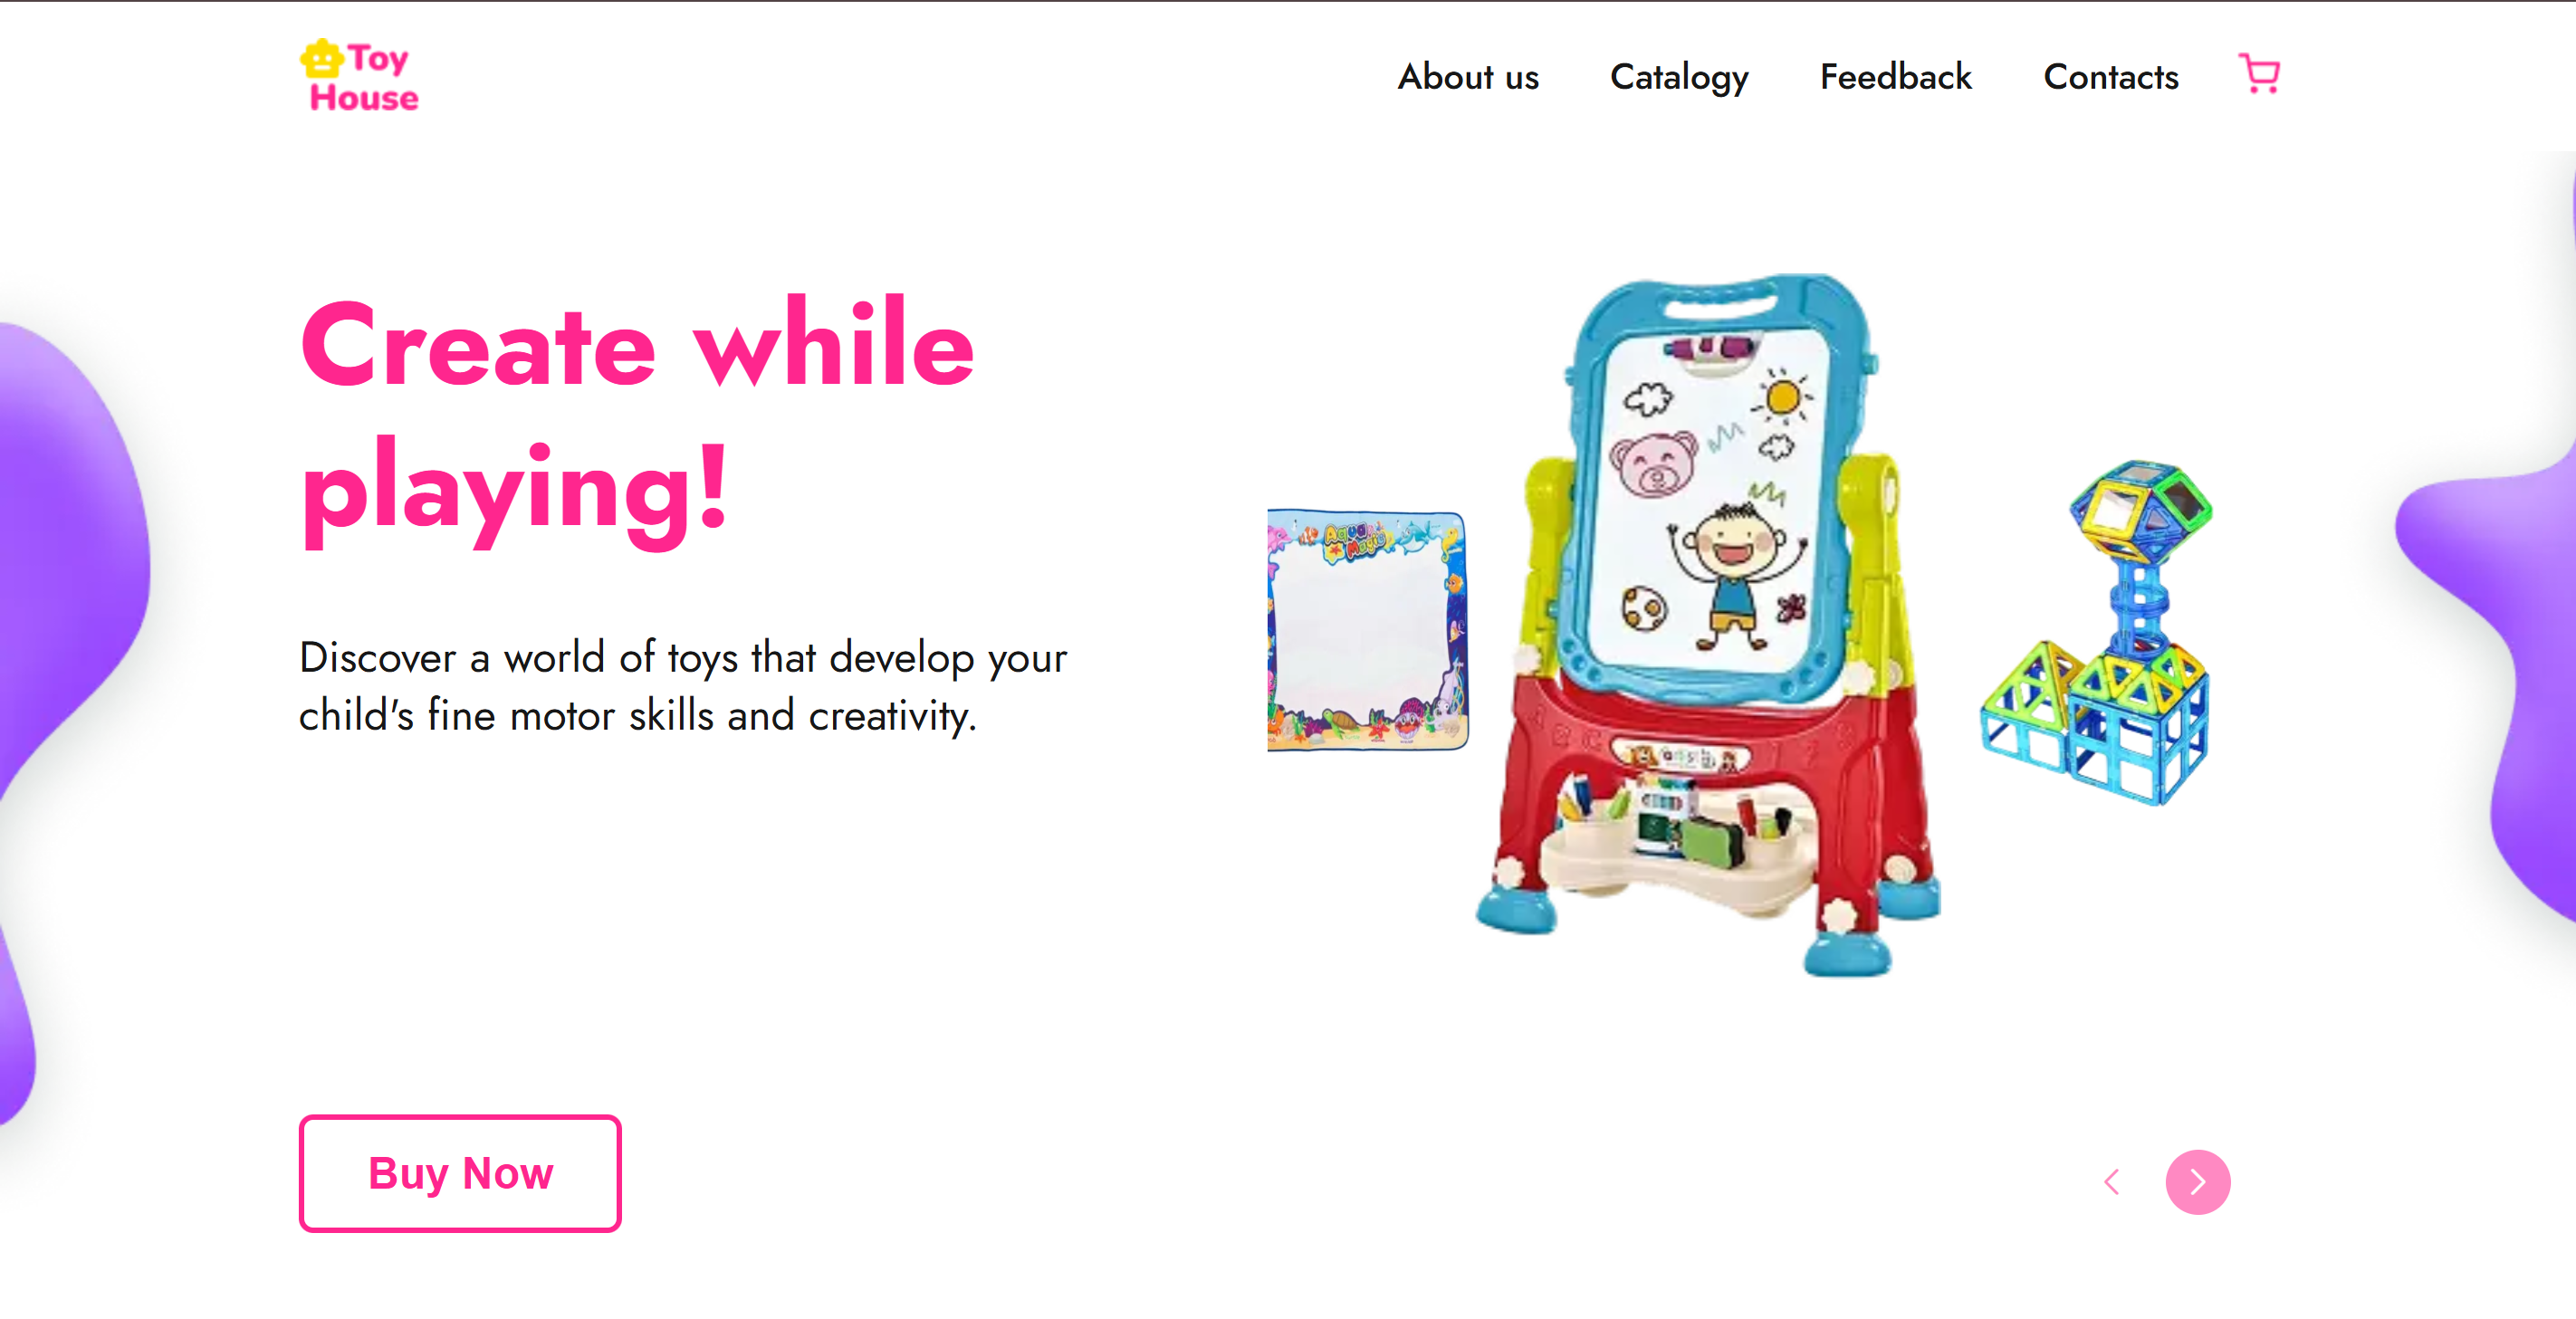 Toy
House
About us
Catalogy
Feedback
Contacts
Create while
playing!
Discover a world of toys that develop your
child's fine motor skills and creativity.
Aqua
Magic
Buy Now